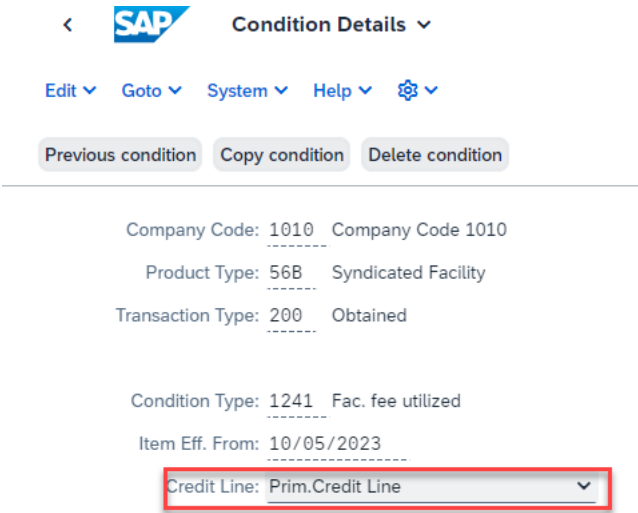 SAP Condition Details
Edit Goto System Help
Previous condition Copy condition Delete condition
Company Code: 1010 Company Code 1010
Product Type: 56B Syndicated Facility
Transaction Type: 200 Obtained
Condition Type: 1241 Fac. fee utilized
Item Eff. From: 10/05/2023
Credit Line: Prim.Credit Line